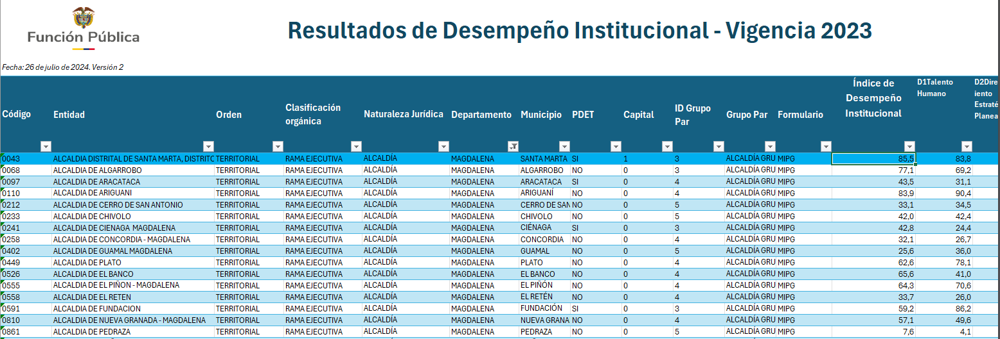 Función Pública
Resultados de Desempeño Institucional - Vigencia 2023
Fecha: 26 de julio de 2024. Versión 2
Código Entidad Orden Clasificación orgánica Naturaleza Jurídica Departamento Municipio PDET Capital ID Grupo Par Grupo Par Formulario Índice de Desempeño Institucional D1Talento Humano D2Dire iento Estraté Planea
0043 ALCALDIA DISTRITAL DE SANTA MARTA, DISTRITO TERRITORIAL RAMA EJECUTIVA ALCALDÍA MAGDALENA SANTA MARTA SI 1 3 ALCALDÍA GRU MIPG 85,5 83,8
0068 ALCALDIA DE ALGARROBO TERRITORIAL RAMA EJECUTIVA ALCALDÍA MAGDALENA ALGARROBO NO 0 3 ALCALDÍA GRU MIPG 77,1 69,2
0097 ALCALDIA DE ARACATACA TERRITORIAL RAMA EJECUTIVA ALCALDÍA MAGDALENA ARACATACA SI 0 4 ALCALDÍA GRU MIPG 43,5 31,1
0110 ALCALDIA DE ARIGUANI TERRITORIAL RAMA EJECUTIVA ALCALDÍA MAGDALENA ARIGUANÍ NO 0 4 ALCALDÍA GRU MIPG 83,9 90,4
0212 ALCALDIA DE CERRO DE SAN ANTONIO TERRITORIAL RAMA EJECUTIVA ALCALDÍA MAGDALENA CERRO DE SAN NO 0 5 ALCALDÍA GRU MIPG 33,1 34,5
0233 ALCALDIA DE CHIVOLO TERRITORIAL RAMA EJECUTIVA ALCALDÍA MAGDALENA CHIVOLO NO 0 5 ALCALDÍA GRU MIPG 42,0 42,4
0241 ALCALDIA DE CIENAGA MAGDALENA TERRITORIAL RAMA EJECUTIVA ALCALDÍA MAGDALENA CIÉNAGA SI 0 3 ALCALDÍA GRU MIPG 42,8 24,4
0258 ALCALDIA DE CONCORDIA - MAGDALENA TERRITORIAL RAMA EJECUTIVA ALCALDÍA MAGDALENA CONCORDIA NO 0 4 ALCALDÍA GRU MIPG 32,1 26,7
0402 ALCALDIA DE GUAMAL MAGDALENA TERRITORIAL RAMA EJECUTIVA ALCALDÍA MAGDALENA GUAMAL NO 0 5 ALCALDÍA GRU MIPG 25,6 36,0
0449 ALCALDIA DE PLATO TERRITORIAL RAMA EJECUTIVA ALCALDÍA MAGDALENA PLATO NO 0 4 ALCALDÍA GRU MIPG 62,6 78,1
0526 ALCALDIA DE EL BANCO TERRITORIAL RAMA EJECUTIVA ALCALDÍA MAGDALENA EL BANCO NO 0 4 ALCALDÍA GRU MIPG 65,6 41,0
0555 ALCALDIA DE EL PIÑON - MAGDALENA TERRITORIAL RAMA EJECUTIVA ALCALDÍA MAGDALENA EL PIÑÓN NO 0 4 ALCALDÍA GRU MIPG 64,3 70,6
0558 ALCALDIA DE EL RETEN TERRITORIAL RAMA EJECUTIVA ALCALDÍA MAGDALENA EL RETÉN NO 0 4 ALCALDÍA GRU MIPG 33,7 26,0
0591 ALCALDIA DE FUNDACION TERRITORIAL RAMA EJECUTIVA ALCALDÍA MAGDALENA FUNDACIÓN SI 0 3 ALCALDÍA GRU MIPG 59,2 86,2
0810 ALCALDIA DE NUEVA GRANADA - MAGDALENA TERRITORIAL RAMA EJECUTIVA ALCALDÍA MAGDALENA NUEVA GRANA NO 0 4 ALCALDÍA GRU MIPG 57,1 49,6
0861 ALCALDIA DE PEDRAZA TERRITORIAL RAMA EJECUTIVA ALCALDÍA MAGDALENA PEDRAZA NO 0 5 ALCALDÍA GRU MIPG 7,6 4,1